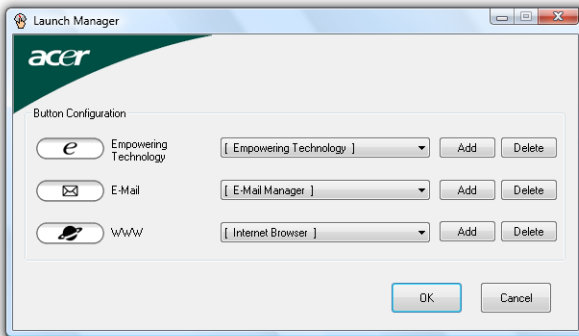 Launch Manager
acer
Button Configuration
e
Empowering
Technology
[ Empowering Technology ]
Add
Delete
E-Mail
[ E-Mail Manager ]
Add
Delete
WWW
[ Internet Browser ]
Add
Delete
OK
Cancel